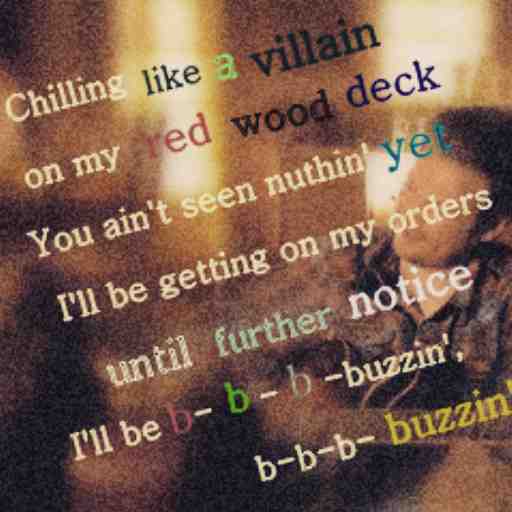 Chilling like a villain
on my red wood deck
You ain't seen nuthin' yet
I'll be getting on my orders
until further notice
I'll be b- b - b -buzzin',
b-b-b- buzzin'